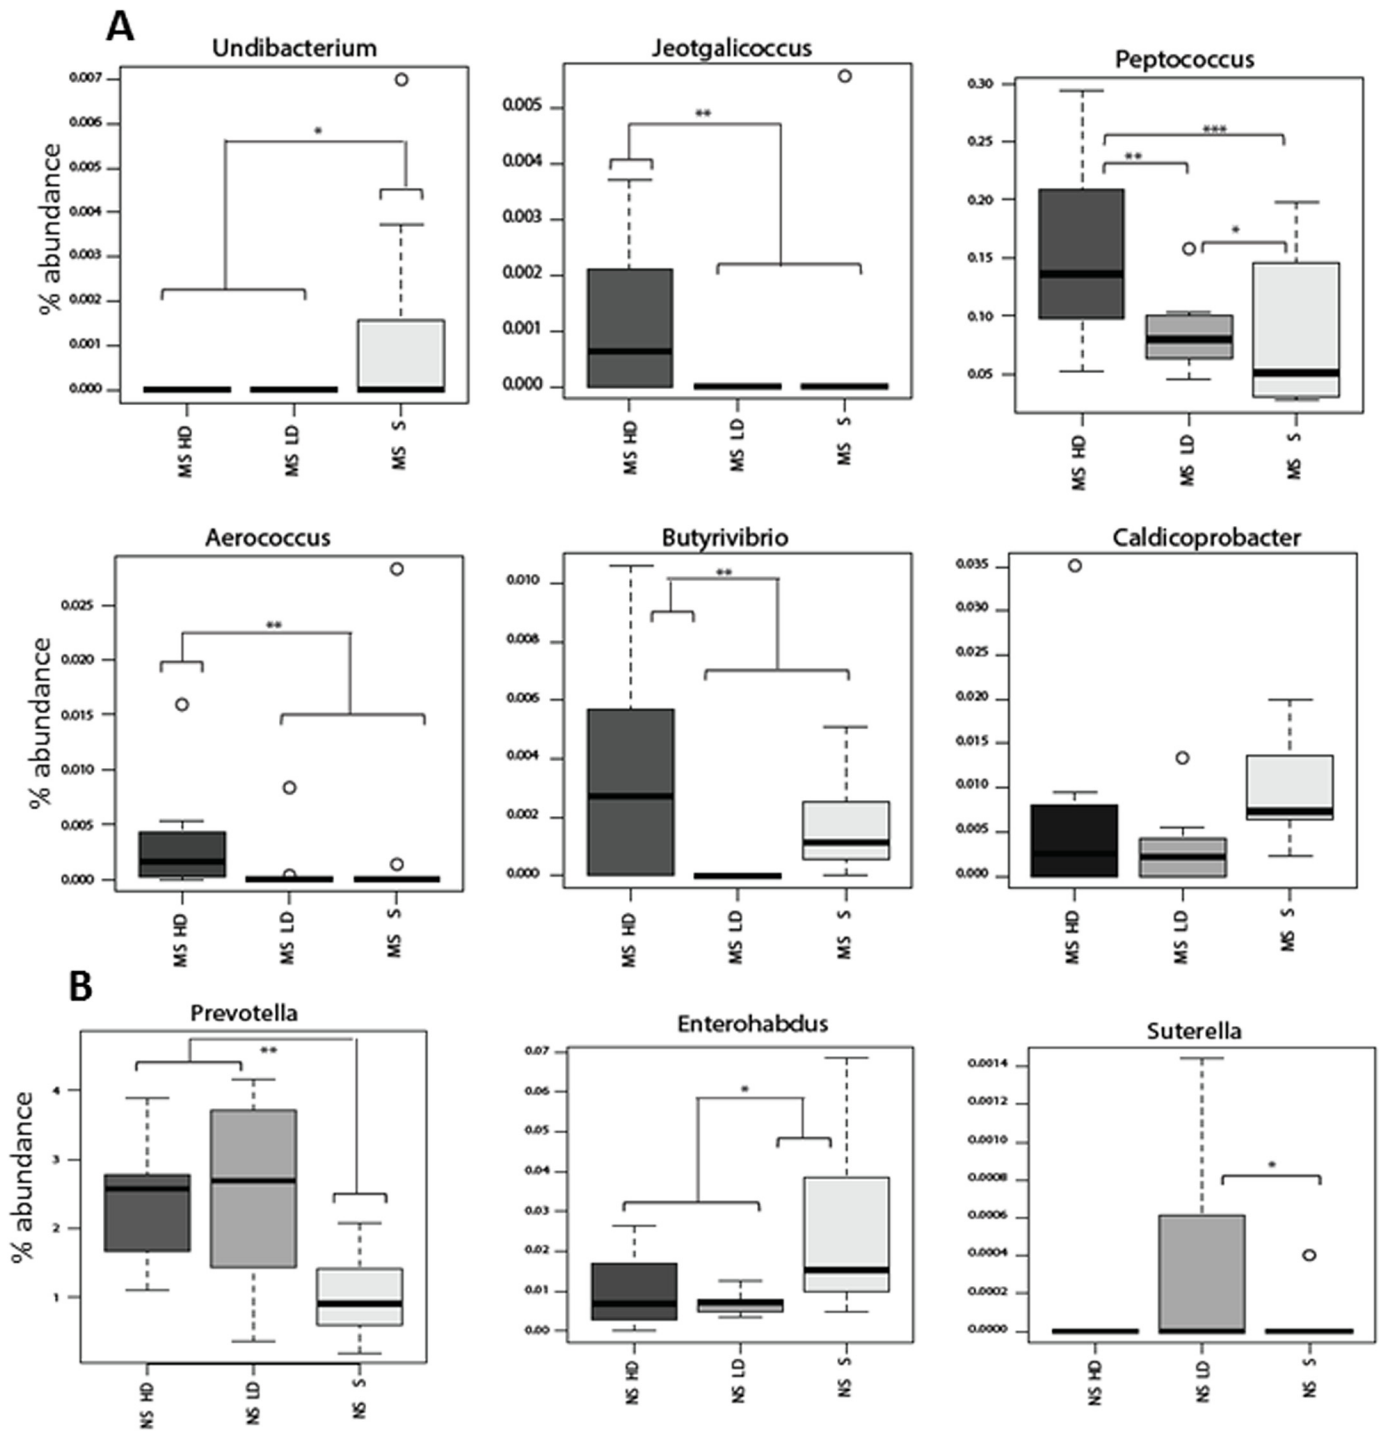 A
Undibacterium
% abundance
0.007
0.006
0.005
0.004
0.003
0.002
0.001
0.000
*
MS HD
MS LD
MS S
Jeotgalicoccus
0.005
0.004
0.003
0.002
0.001
0.000
**
MS HD
MS LD
MS S
Peptococcus
0.30
0.25
0.20
0.15
0.10
0.05
***
**
*
MS HD
MS LD
MS S
Aerococcus
% abundance
0.025
0.020
0.015
0.010
0.005
0.000
**
MS HD
MS LD
MS S
Butyrivibrio
0.010
0.008
0.006
0.004
0.002
0.000
**
MS HD
MS LD
MS S
Caldicoprobacter
0.035
0.030
0.025
0.020
0.015
0.010
0.005
0.000
MS HD
MS LD
MS S
B
Prevotella
% abundance
4
3
2
1
**
NS HD
NS LD
NS S
Enterohabdus
0.07
0.06
0.05
0.04
0.03
0.02
0.01
0.00
*
NS HD
NS LD
NS S
Suterella
0.0014
0.0012
0.0010
0.0008
0.0006
0.0004
0.0002
0.0000
*
NS HD
NS LD
NS S